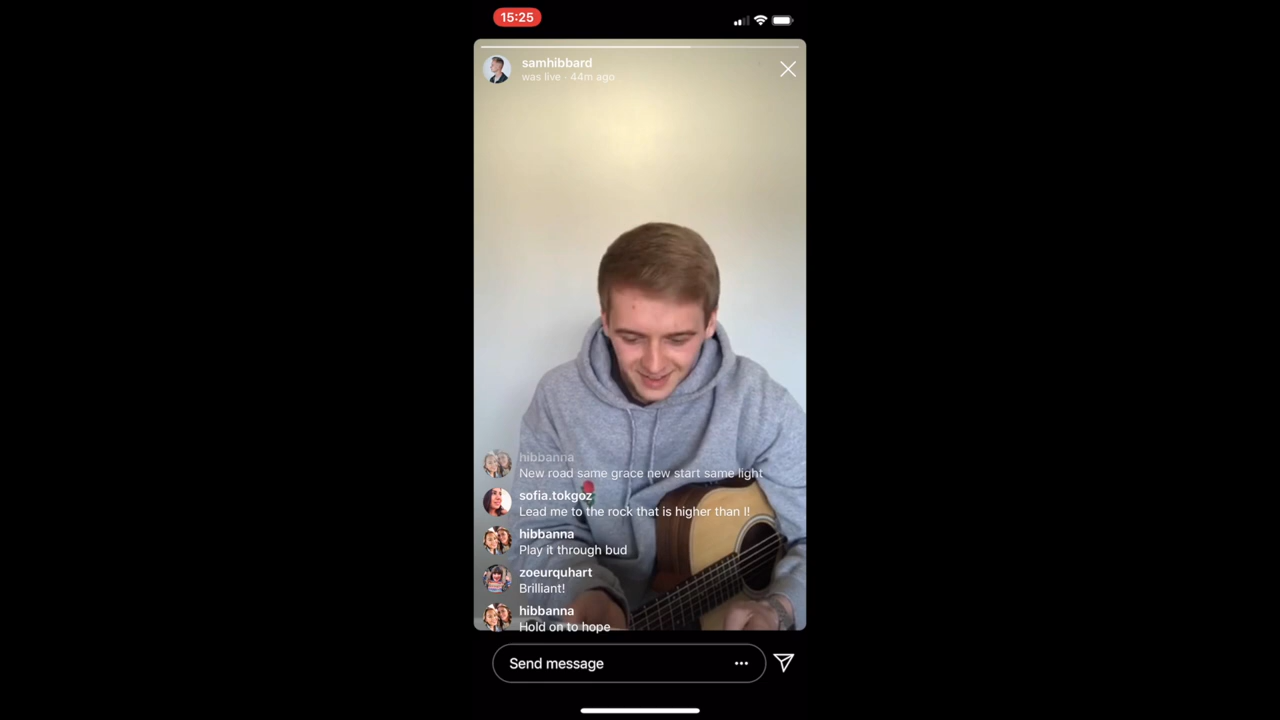 15:25
samhibbard
was live · 44m ago
hibbanna
New road same grace new start same light
sofia.tokgoz
Lead me to the rock that is higher than I!
hibbanna
Play it through bud
zoeurquhart
Brilliant!
hibbanna
Hold on to hope
Send message